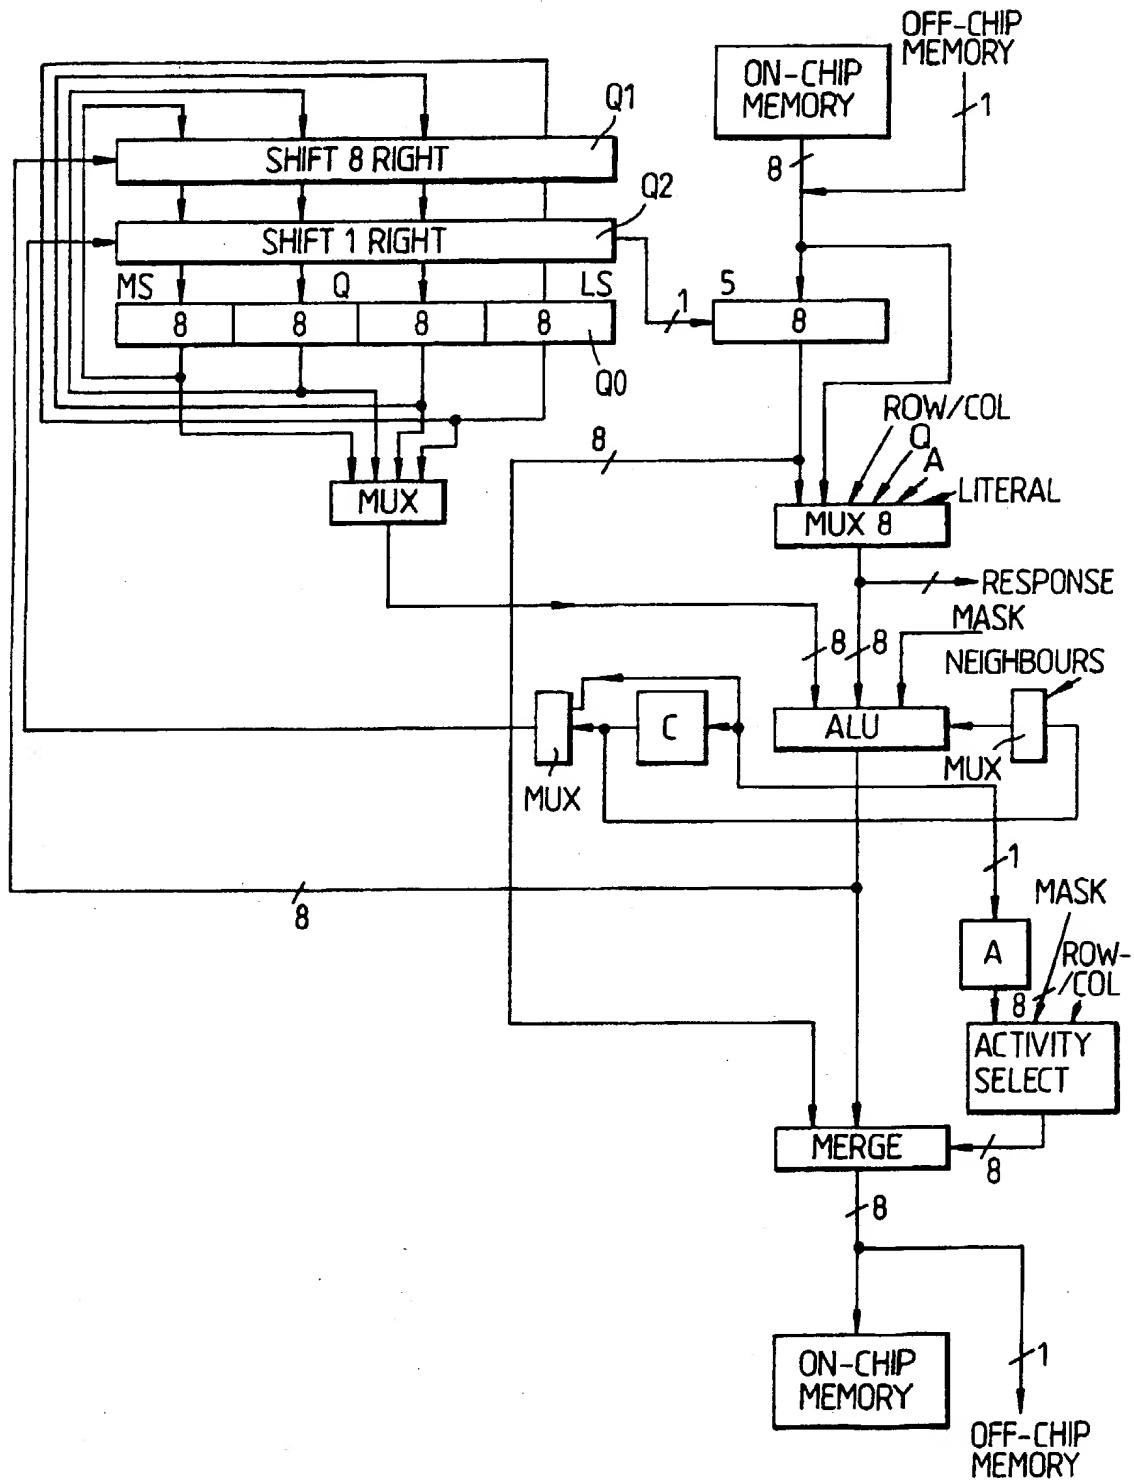 OFF-CHIP
MEMORY
ON-CHIP
MEMORY
1
8
Q1
SHIFT 8 RIGHT
Q2
SHIFT 1 RIGHT
MS
Q
LS
8
8
8
8
Q0
1
5
8
MUX
8
ROW/COL
Q
A
LITERAL
MUX 8
RESPONSE
MASK
8
8
NEIGHBOURS
ALU
MUX
C
MUX
1
8
MASK
A
ROW-
/COL
8
ACTIVITY
SELECT
MERGE
8
8
ON-CHIP
MEMORY
1
OFF-CHIP
MEMORY